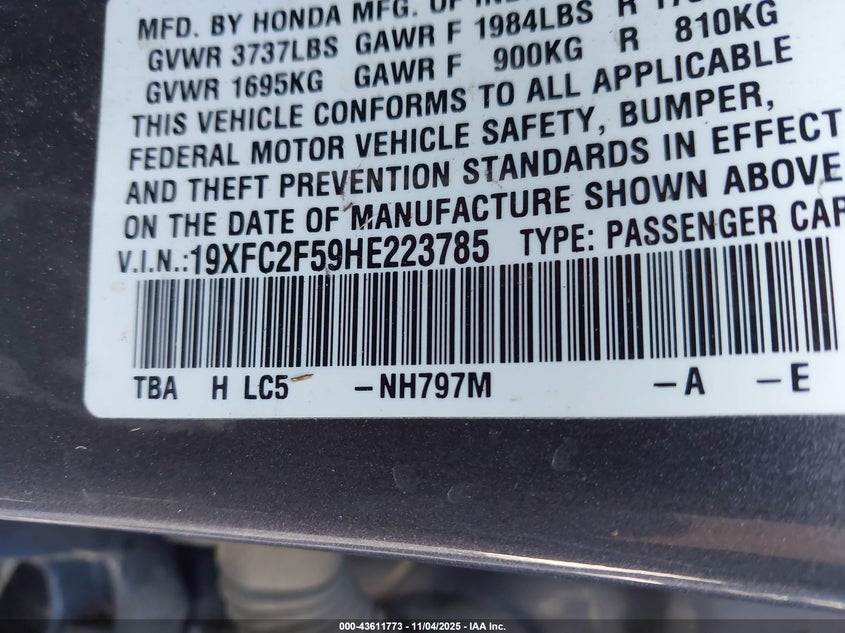 MFD. BY HONDA MFG. OF
GVWR 3737LBS GAWR F 1984LBS R
GVWR 1695KG GAWR F 900KG R 810KG
THIS VEHICLE CONFORMS TO ALL APPLICABLE
FEDERAL MOTOR VEHICLE SAFETY, BUMPER,
AND THEFT PREVENTION STANDARDS IN EFFECT
ON THE DATE OF MANUFACTURE SHOWN ABOVE
V.I.N.:19XFC2F59HE223785 TYPE: PASSENGER CAR
TBA H LC5 -NH797M -A -E
000-43611773 — 11/04/2025 — IAA Inc.